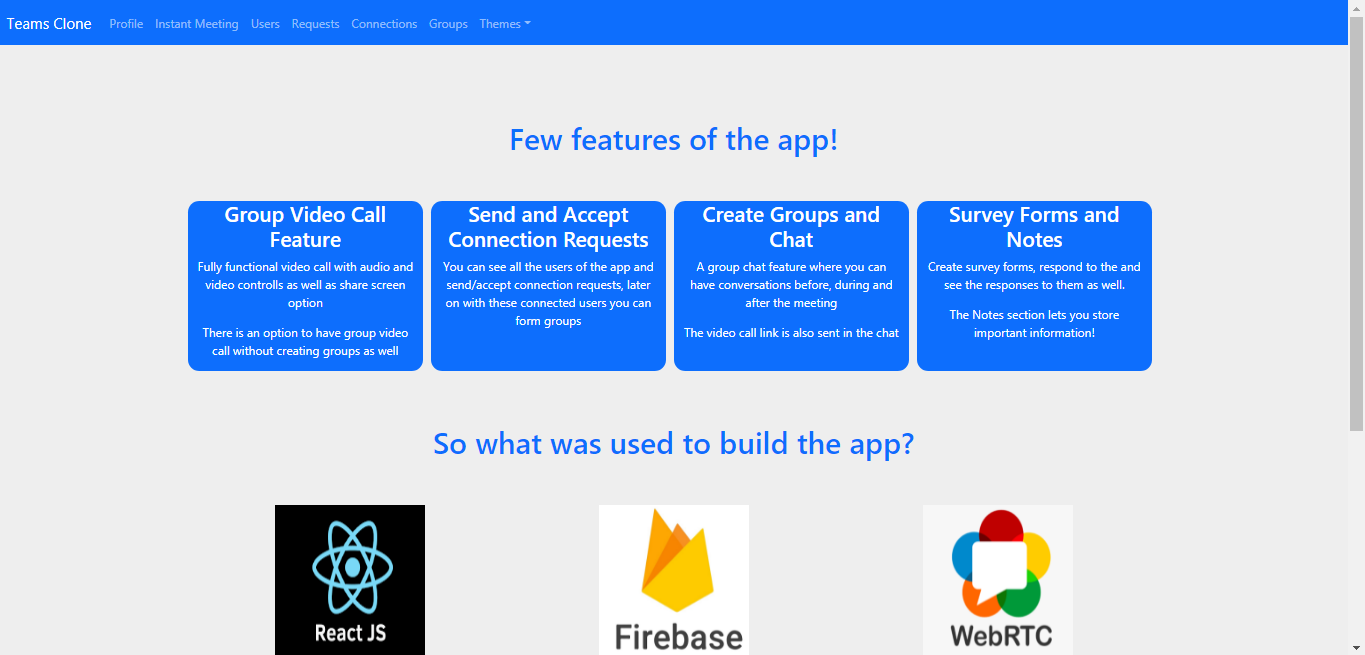 Teams Clone Profile Instant Meeting Users Requests Connections Groups Themes
Few features of the app!
Group Video Call
Feature
Fully functional video call with audio and
video controlls as well as share screen
option
There is an option to have group video
call without creating groups as well
Send and Accept
Connection Requests
You can see all the users of the app and
send/accept connection requests, later
on with these connected users you can
form groups
Create Groups and
Chat
A group chat feature where you can
have conversations before, during and
after the meeting
The video call link is also sent in the chat
Survey Forms and
Notes
Create survey forms, respond to the and
see the responses to them as well.
The Notes section lets you store
important information!
So what was used to build the app?
React JS
Firebase
WebRTC